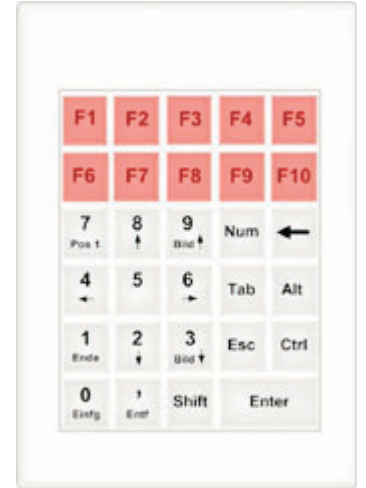 F1 F2 F3 F4 F5
F6 F7 F8 F9 F10
7 8 9 Num ←
Pos 1 ↑ Bild ↑
4 5 6 Tab Alt
← →
1 2 3 Esc Ctrl
Ende ↓ Bild ↓
0 , Shift Enter
Einfg Entf